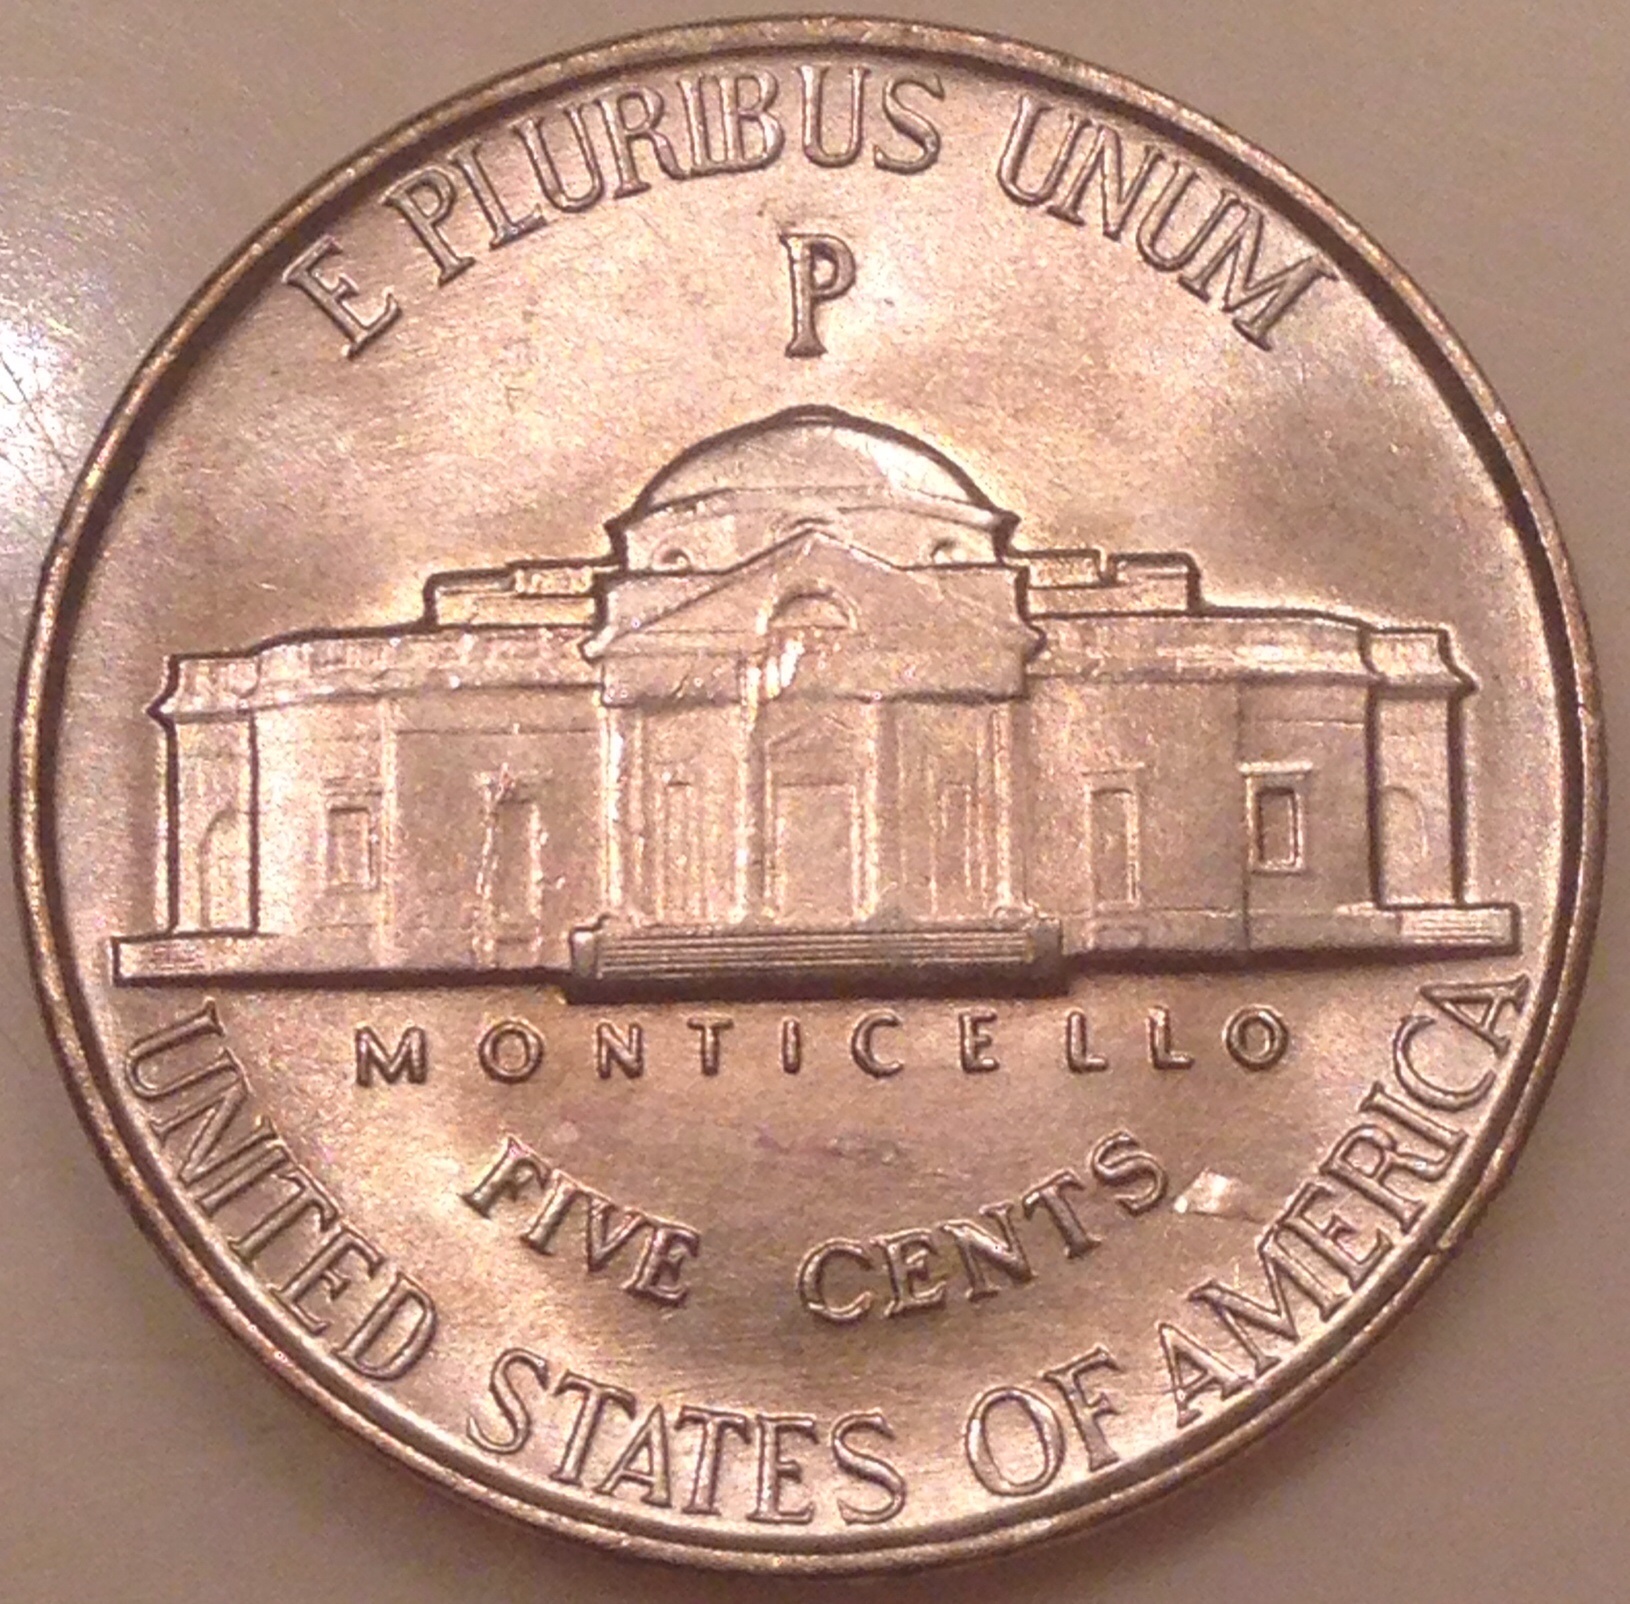 E PLURIBUS UNUM
P
MONTICELLO
FIVE CENTS
UNITED STATES OF AMERICA